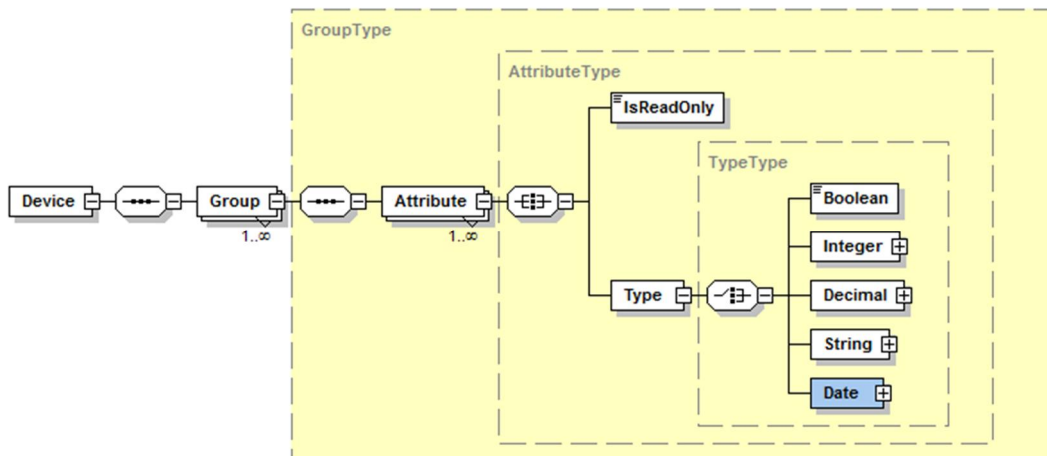 GroupType
AttributeType
IsReadOnly
TypeType
Device
Group
1..∞
Attribute
1..∞
Boolean
Integer
Type
Decimal
String
Date